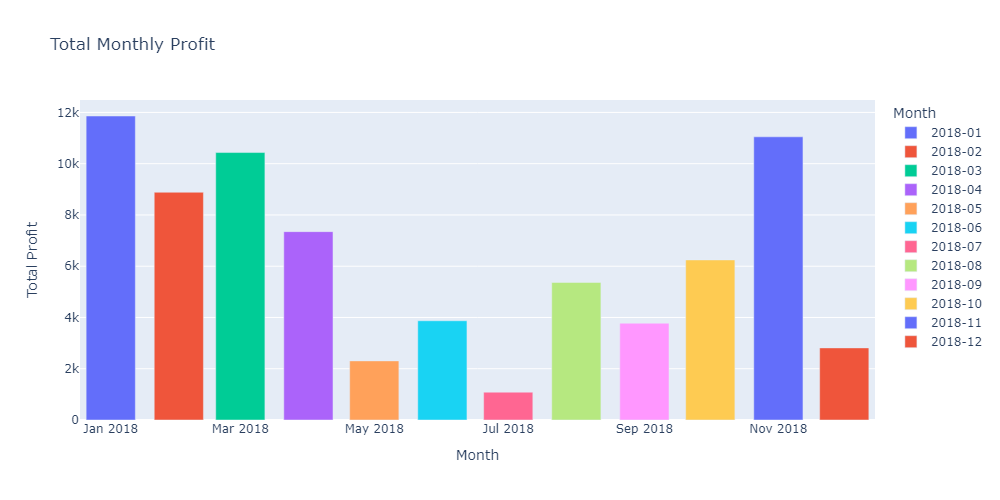 Total Monthly Profit
12k
10k
8k
6k
4k
2k
0
Total Profit
Jan 2018
Mar 2018
May 2018
Jul 2018
Sep 2018
Nov 2018
Month
Month
2018-01
2018-02
2018-03
2018-04
2018-05
2018-06
2018-07
2018-08
2018-09
2018-10
2018-11
2018-12